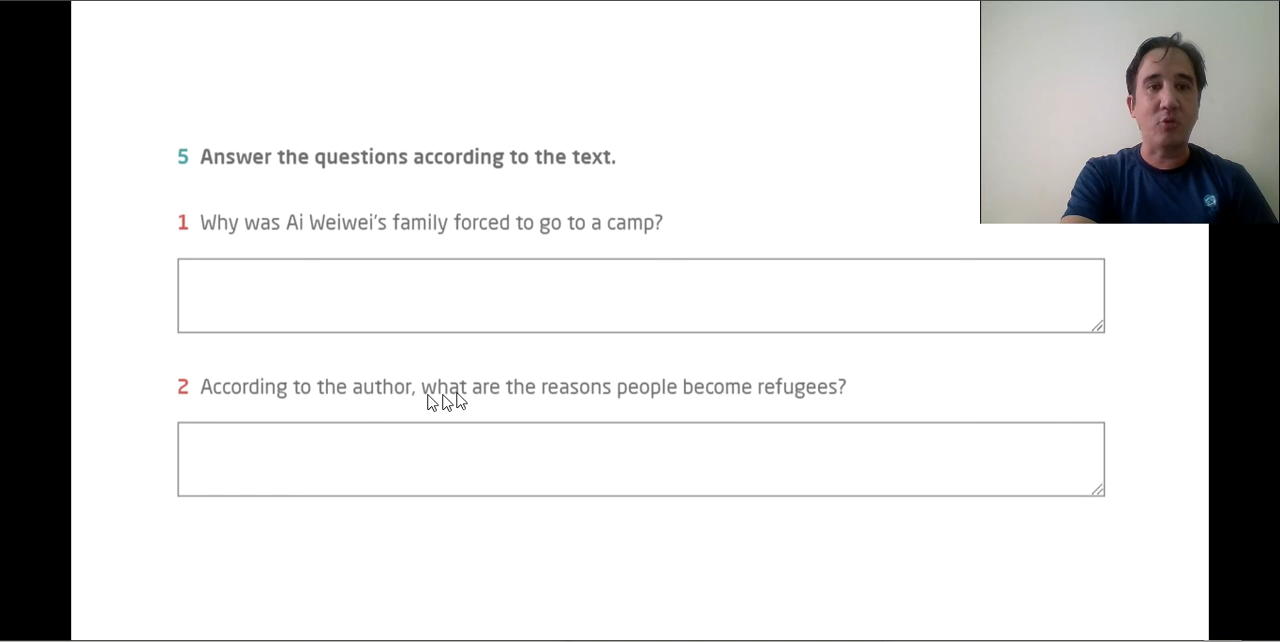 5 Answer the questions according to the text.
1 Why was Ai Weiwei's family forced to go to a camp?
2 According to the author, what are the reasons people become refugees?